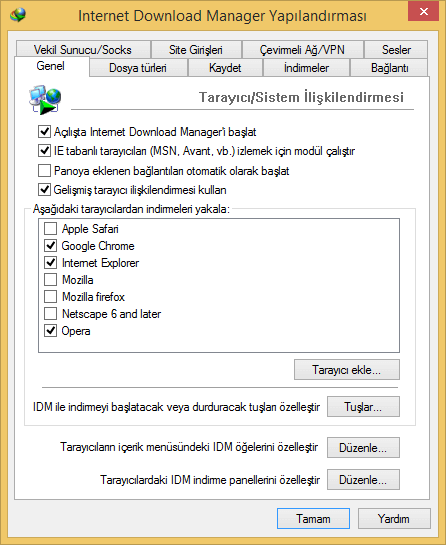 Internet Download Manager Yapılandırması
Vekil Sunucu/Socks
Site Girişleri
Çevirmeli Ağ/VPN
Sesler
Genel
Dosya türleri
Kaydet
İndirmeler
Bağlantı
Tarayıcı/Sistem İlişkilendirmesi
Açılışta Internet Download Manager'i başlat
IE tabanlı tarayıcıları (MSN, Avant, vb.) izlemek için modül çalıştır
Panoya eklenen bağlantıları otomatik olarak başlat
Gelişmiş tarayıcı ilişkilendirmesi kullan
Aşağıdaki tarayıcılardan indirmeleri yakala:
Apple Safari
Google Chrome
Internet Explorer
Mozilla
Mozilla firefox
Netscape 6 and later
Opera
Tarayıcı ekle...
IDM ile indirmeyi başlatacak veya durduracak tuşları özelleştir
Tuşlar...
Tarayıcıların içerik menüsündeki IDM öğelerini özelleştir
Düzenle...
Tarayıcılardaki IDM indirme panellerini özelleştir
Düzenle...
Tamam
Yardım